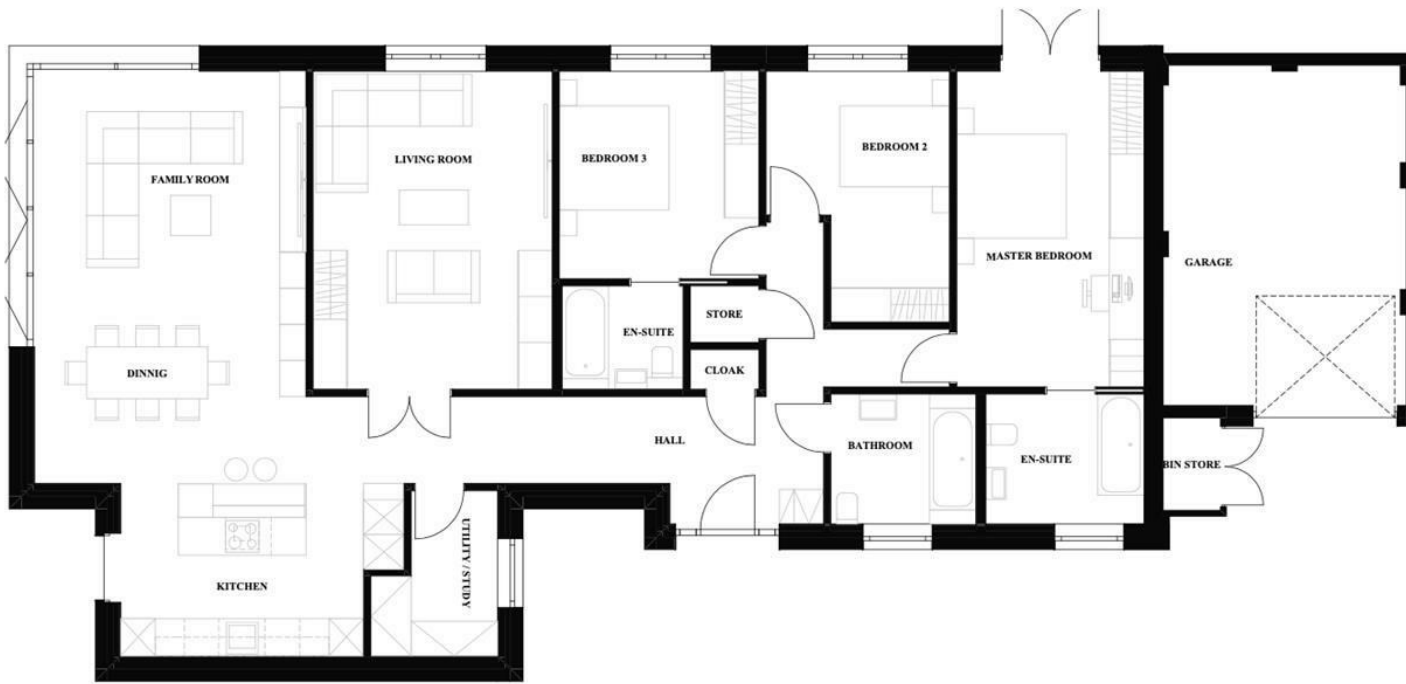 FAMILY ROOM
LIVING ROOM
BEDROOM 3
BEDROOM 2
MASTER BEDROOM
GARAGE
EN-SUITE
STORE
CLOAK
DINNIG
HALL
BATHROOM
EN-SUITE
BIN STORE
KITCHEN
UTILITY / STUDY